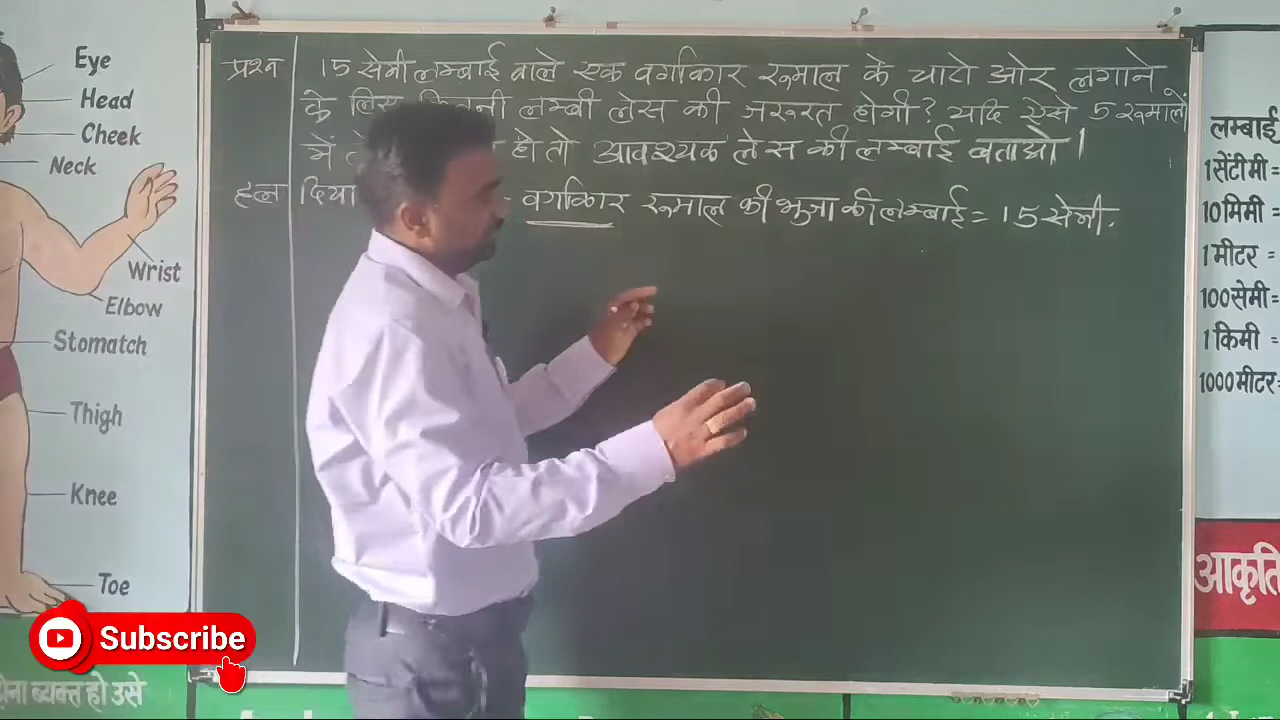 Eye
Head
Cheek
Neck
Wrist
Elbow
Stomatch
Thigh
Knee
Toe
प्रश्न 15 सेमी लम्बाई वाले एक वर्गाकार रूमाल के चारो ओर लगाने
के लिए लम्बी लेस की जरूरत होगी? यदि ऐसे 5 रूमालों
में हो तो आवश्यक लेस की लम्बाई बताओ।
हल दिया - वर्गाकार रूमाल की भुजा की लम्बाई = 15 सेमी.
लम्बाई
1 सेंटीमी =
10 मिमी =
1 मीटर =
100 सेमी =
1 किमी =
1000 मीटर =
आकृति
Subscribe
व्यक्त हो उसे